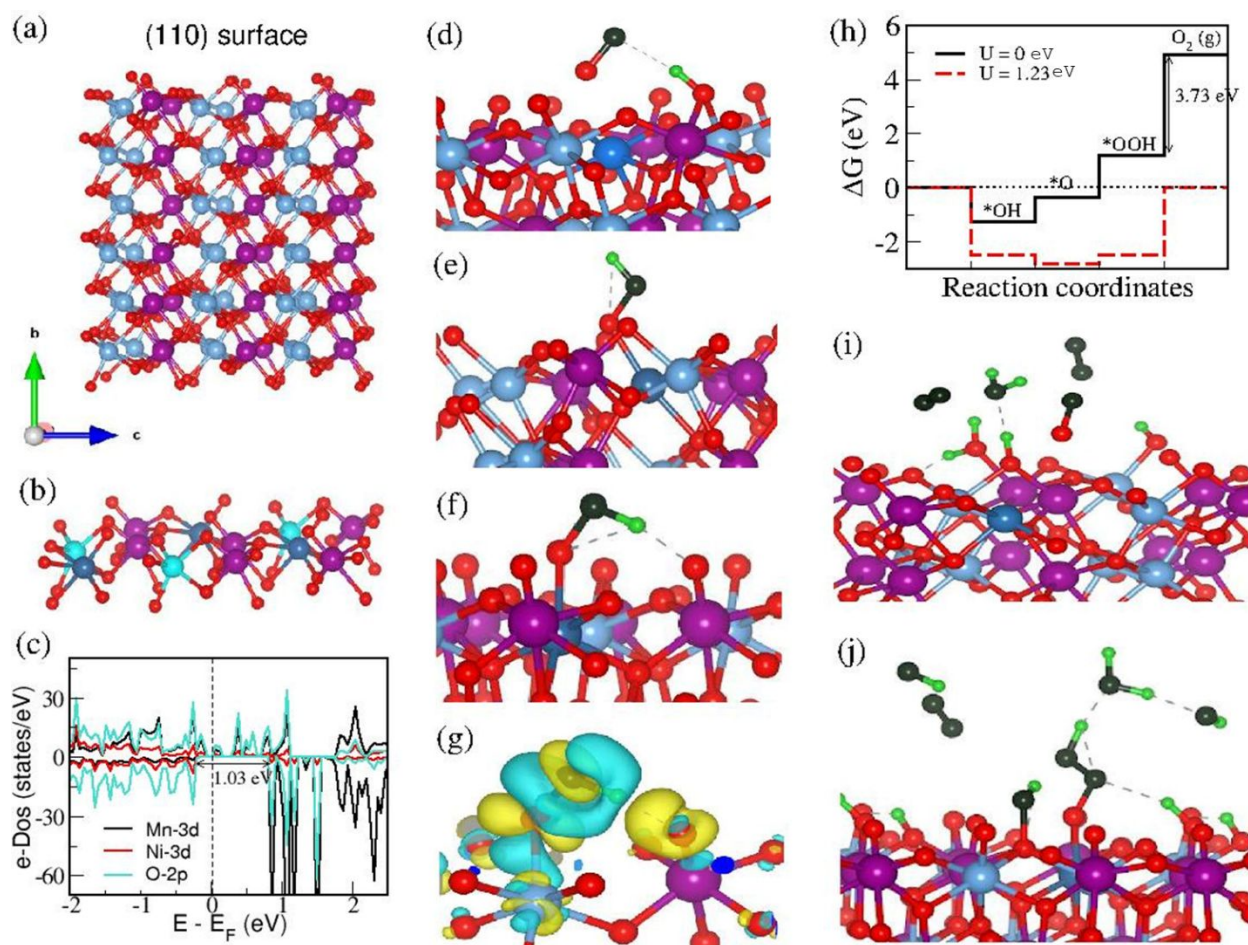 (a)
(110) surface
b
c
(b)
(c)
e-Dos (states/eV)
30
0
-30
-60
1.03 eV
Mn-3d
Ni-3d
O-2p
-2
-1
0
1
2
E - E_F (eV)
(d)
(e)
(f)
(g)
(h)
ΔG (eV)
6
4
2
0
-2
U = 0 eV
U = 1.23 eV
O₂ (g)
3.73 eV
*OOH
*O
*OH
Reaction coordinates
(i)
(j)